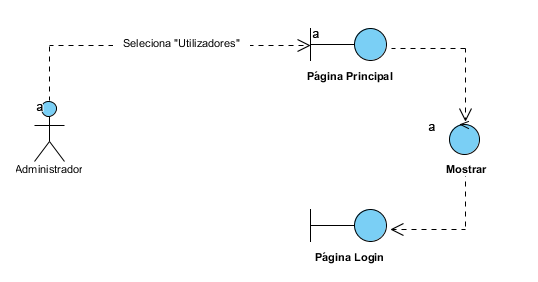 a
Seleciona "Utilizadores"
Página Principal
a
Administrador
a
Mostrar
Página Login